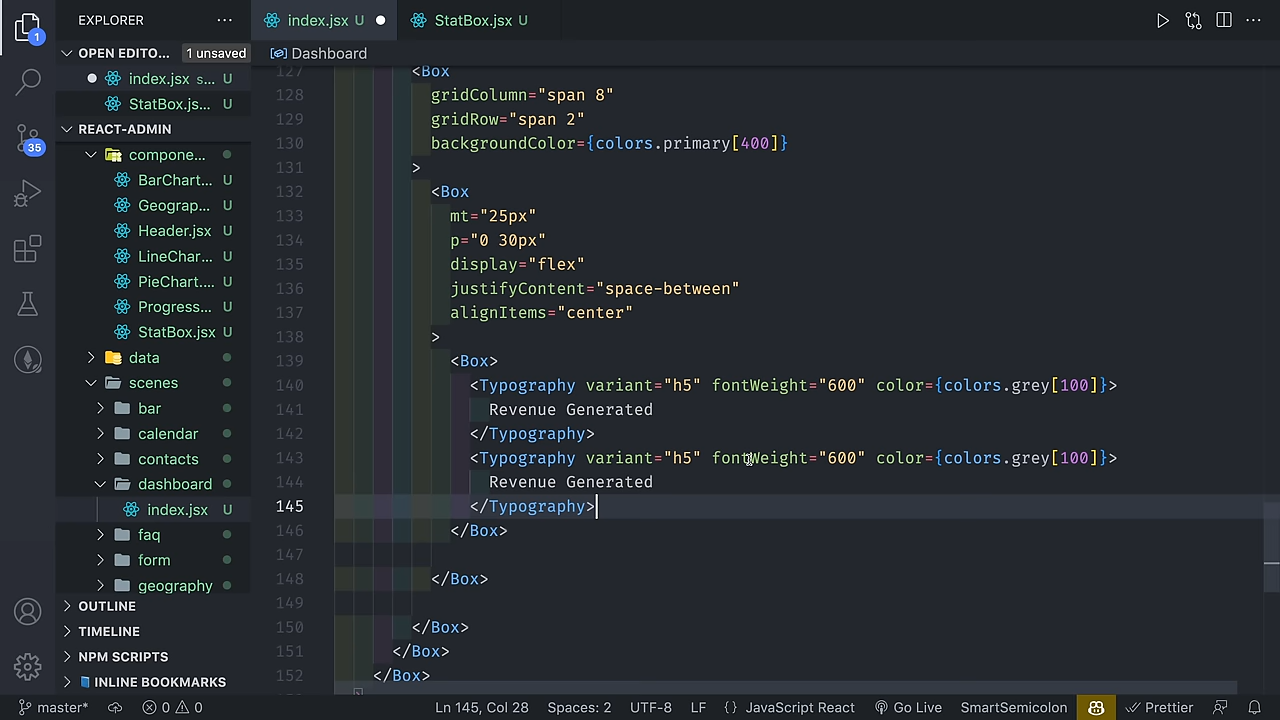 EXPLORER
index.jsx U
StatBox.jsx U
1
OPEN EDITO... 1 unsaved
Dashboard
index.jsx s... U
StatBox.js... U
REACT-ADMIN
35
compone...
BarChart... U
Geograp... U
Header.jsx U
LineChar... U
PieChart.... U
Progress... U
StatBox.jsx U
data
scenes
bar
calendar
contacts
dashboard
index.jsx U
faq
form
geography
OUTLINE
TIMELINE
NPM SCRIPTS
INLINE BOOKMARKS
127 <Box
128 gridColumn="span 8"
129 gridRow="span 2"
130 backgroundColor={colors.primary[400]}
131 >
132 <Box
133 mt="25px"
134 p="0 30px"
135 display="flex"
136 justifyContent="space-between"
137 alignItems="center"
138 >
139 <Box>
140 <Typography variant="h5" fontWeight="600" color={colors.grey[100]}>
141 Revenue Generated
142 </Typography>
143 <Typography variant="h5" fontWeight="600" color={colors.grey[100]}>
144 Revenue Generated
145 </Typography>
146 </Box>
147
148 </Box>
149
150 </Box>
151 </Box>
152 </Box>
master* 0 0 Ln 145, Col 28 Spaces: 2 UTF-8 LF {} JavaScript React Go Live SmartSemicolon Prettier